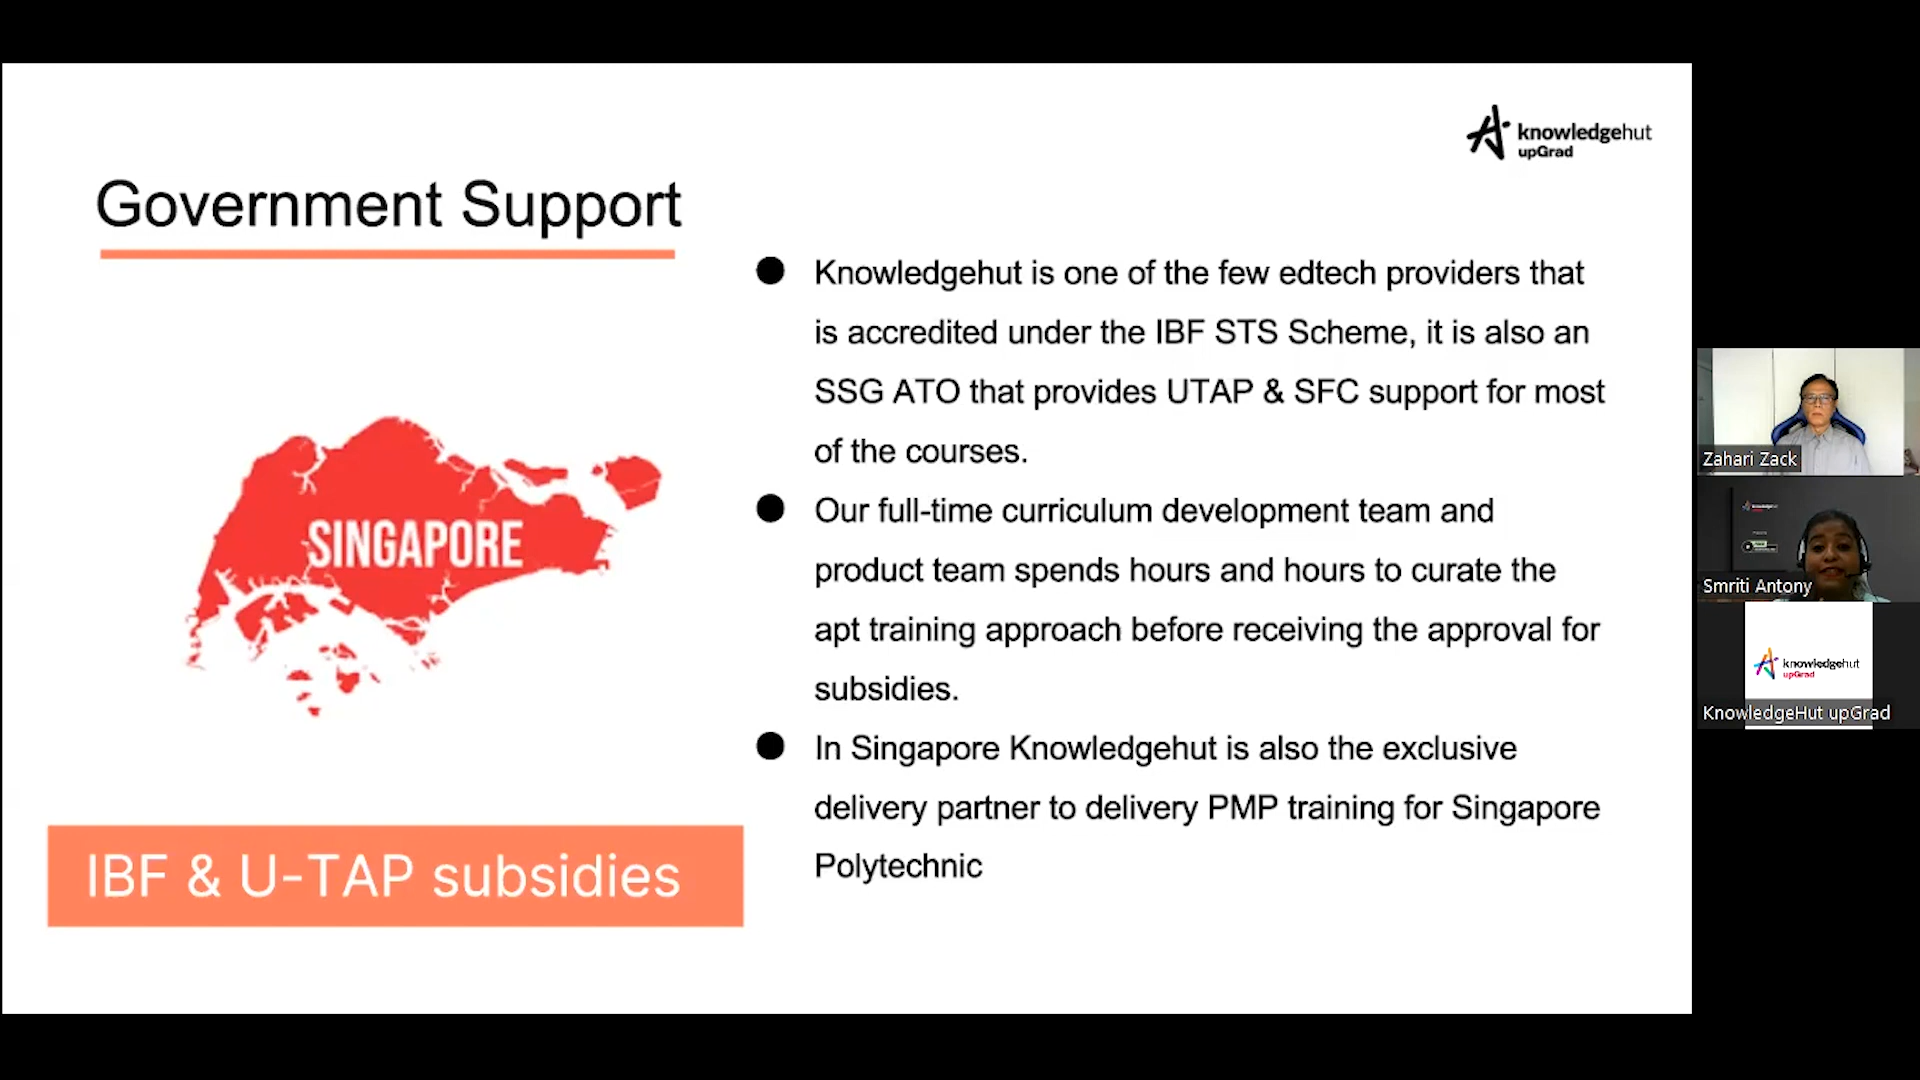 knowledgehut
upGrad
Government Support
Knowledgehut is one of the few edtech providers that
is accredited under the IBF STS Scheme, it is also an
SSG ATO that provides UTAP & SFC support for most
of the courses.
Our full-time curriculum development team and
product team spends hours and hours to curate the
apt training approach before receiving the approval for
subsidies.
In Singapore Knowledgehut is also the exclusive
delivery partner to delivery PMP training for Singapore
Polytechnic
SINGAPORE
IBF & U-TAP subsidies
Zahari Zack
Smriti Antony
knowledgehut
upGrad
KnowledgeHut upGrad